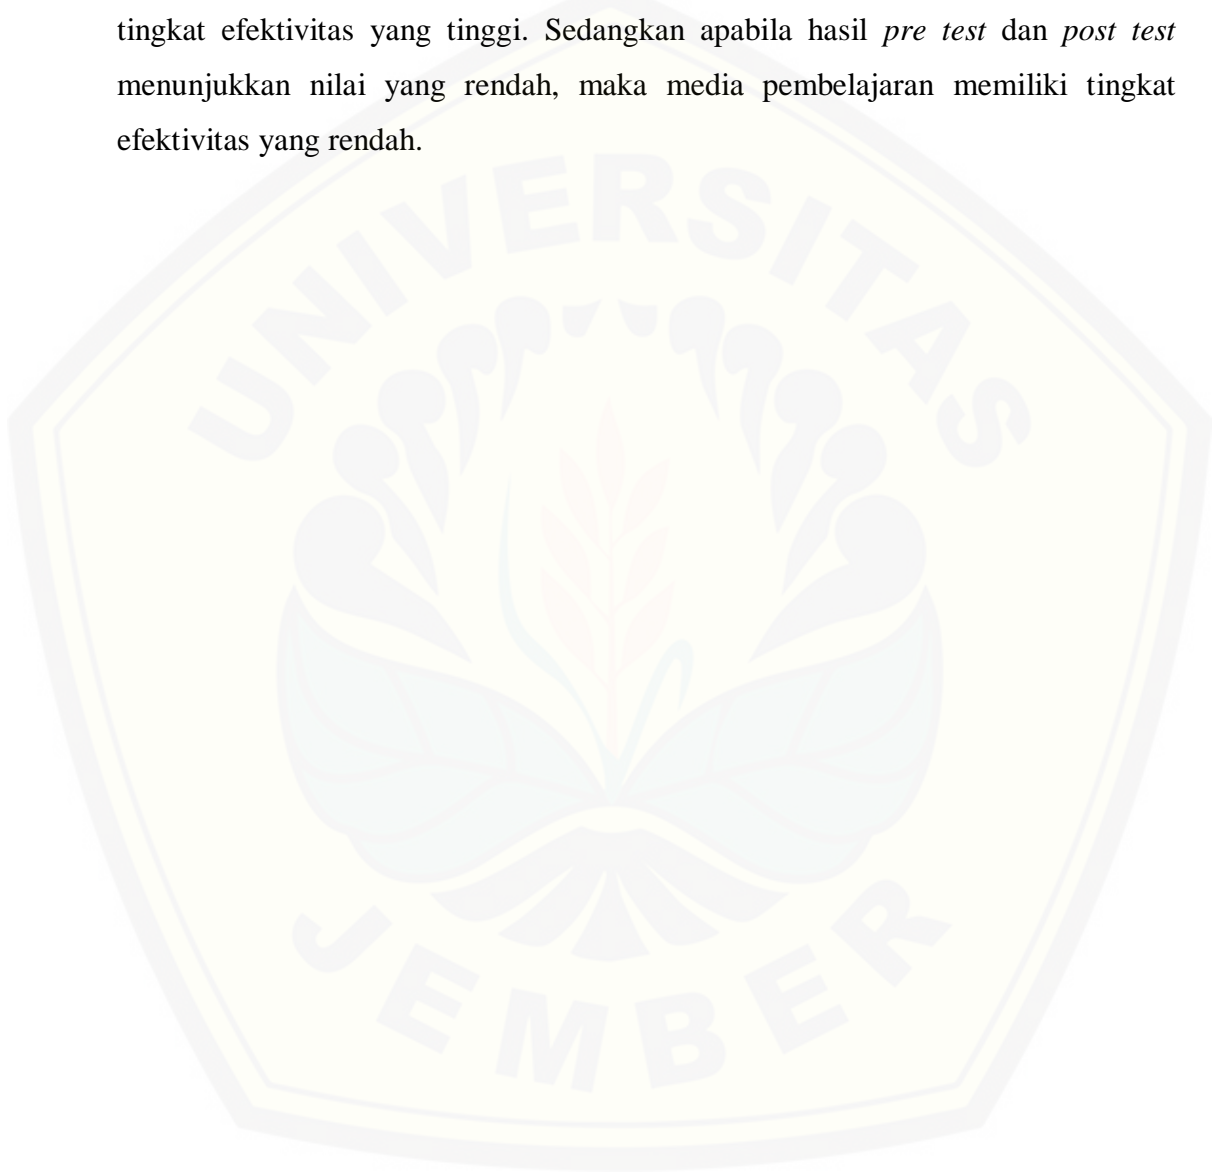 tingkat efektivitas yang tinggi. Sedangkan apabila hasil pre test dan post test
menunjukkan nilai yang rendah, maka media pembelajaran memiliki tingkat
efektivitas yang rendah.
UNIVERSITAS
JEMBER